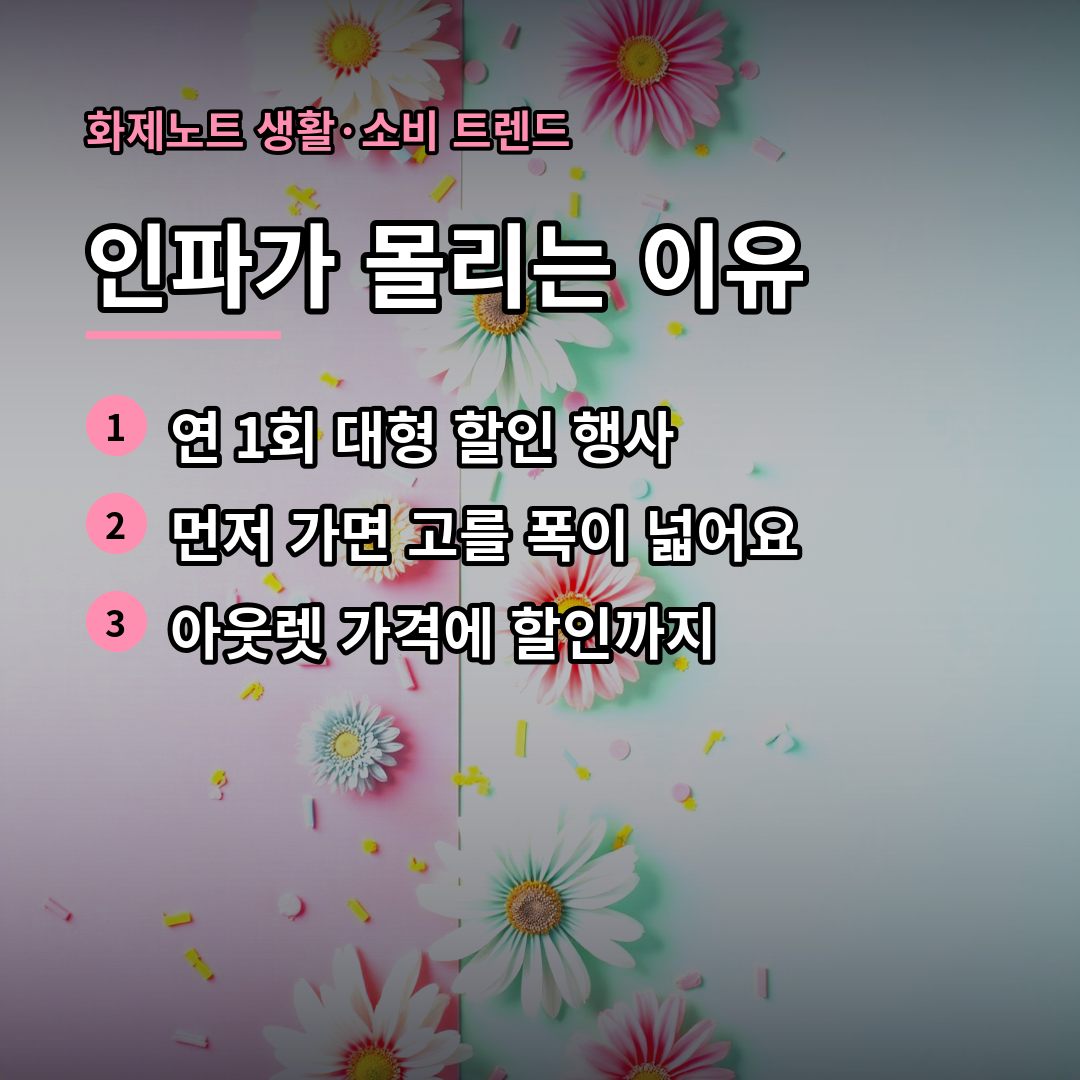 화제노트 생활·소비 트렌드
인파가 몰리는 이유
1 연 1회 대형 할인 행사
2 먼저 가면 고를 폭이 넓어요
3 아웃렛 가격에 할인까지